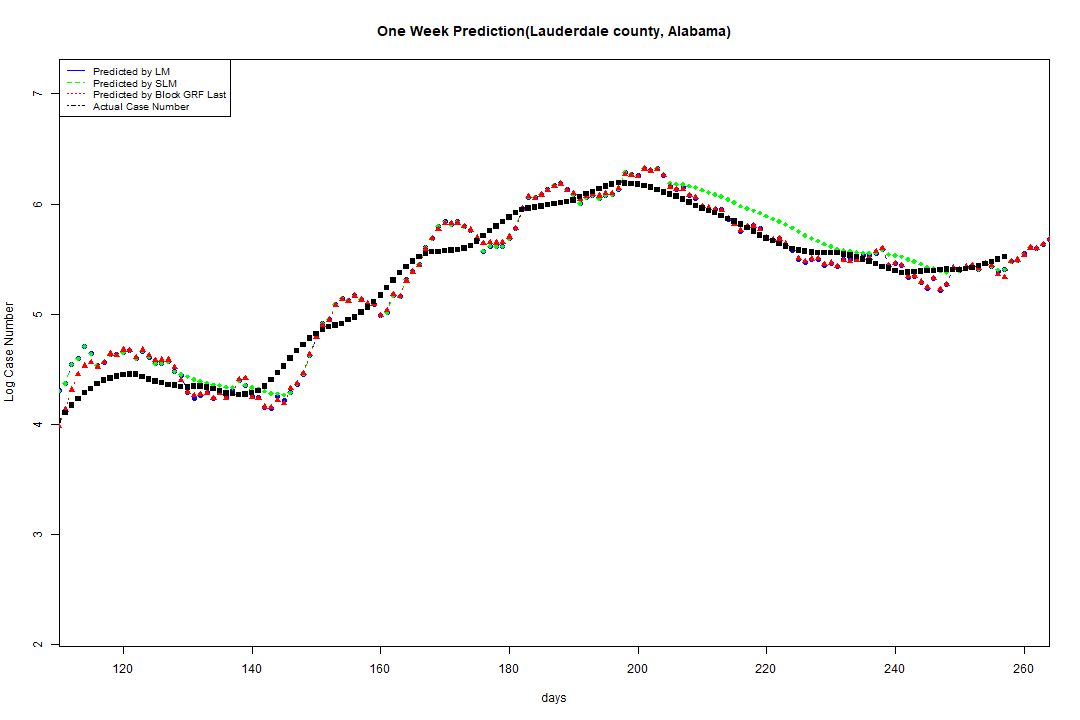 One Week Prediction(Lauderdale county, Alabama)
Predicted by LM
Predicted by SLM
Predicted by Block GRF Last
Actual Case Number
7
6
5
4
3
2
Log Case Number
120 140 160 180 200 220 240 260
days